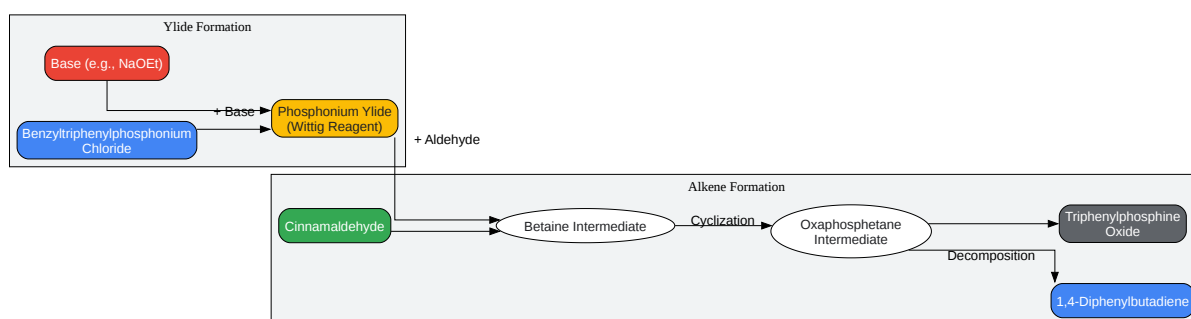 Ylide Formation
Base (e.g., NaOEt)
+ Base
Phosphonium Ylide
(Wittig Reagent)
Benzyltriphenylphosphonium
Chloride
+ Aldehyde
Alkene Formation
Cinnamaldehyde
Betaine Intermediate
Cyclization
Oxaphosphetane
Intermediate
Triphenylphosphine
Oxide
Decomposition
1,4-Diphenylbutadiene